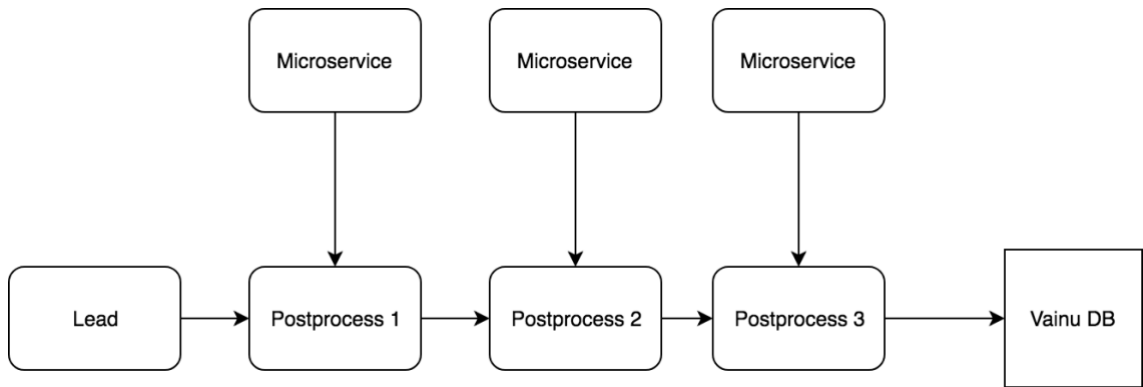 Microservice
Microservice
Microservice
Lead
Postprocess 1
Postprocess 2
Postprocess 3
Vainu DB